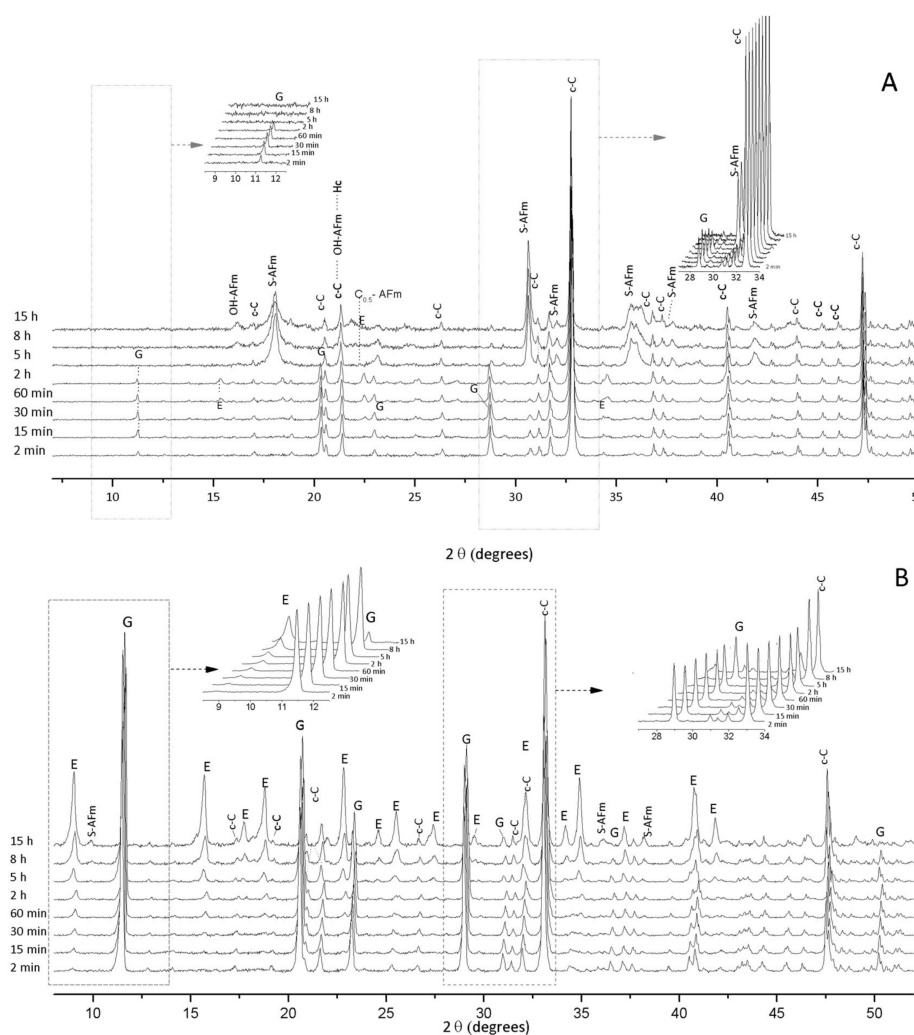 A
G
15 h
8 h
5 h
2 h
60 min
30 min
15 min
2 min
9 10 11 12
c-C
S-AFm
G
15 h
2 min
28 30 32 34
OH-AFm
S-AFm
c-C
c-C
c-C
OH-AFm
Hc
C0.5- AFm
E
c-C
S-AFm
c-C
S-AFm
c-C
S-AFm
c-C
c-C
S-AFm
c-C
S-AFm
c-C
c-C
c-C
c-C
15 h
8 h
5 h
2 h
60 min
30 min
15 min
2 min
G
E
G
G
G
E
10 15 20 25 30 35 40 45 50
2 θ (degrees)
B
E
G
15 h
8 h
5 h
2 h
60 min
30 min
15 min
2 min
9 10 11 12
c-C
G
15 h
8 h
5 h
2 h
60 min
30 min
15 min
2 min
28 30 32 34
G
c-C
E
S-AFm
E
c-C
E
E
c-C
G
c-C
E
G
E
E
c-C
E
G
E
G
c-C
E
c-C
E
E
S-AFm
G
E
S-AFm
E
E
c-C
G
15 h
8 h
5 h
2 h
60 min
30 min
15 min
2 min
10 15 20 25 30 35 40 45 50
2 θ (degrees)